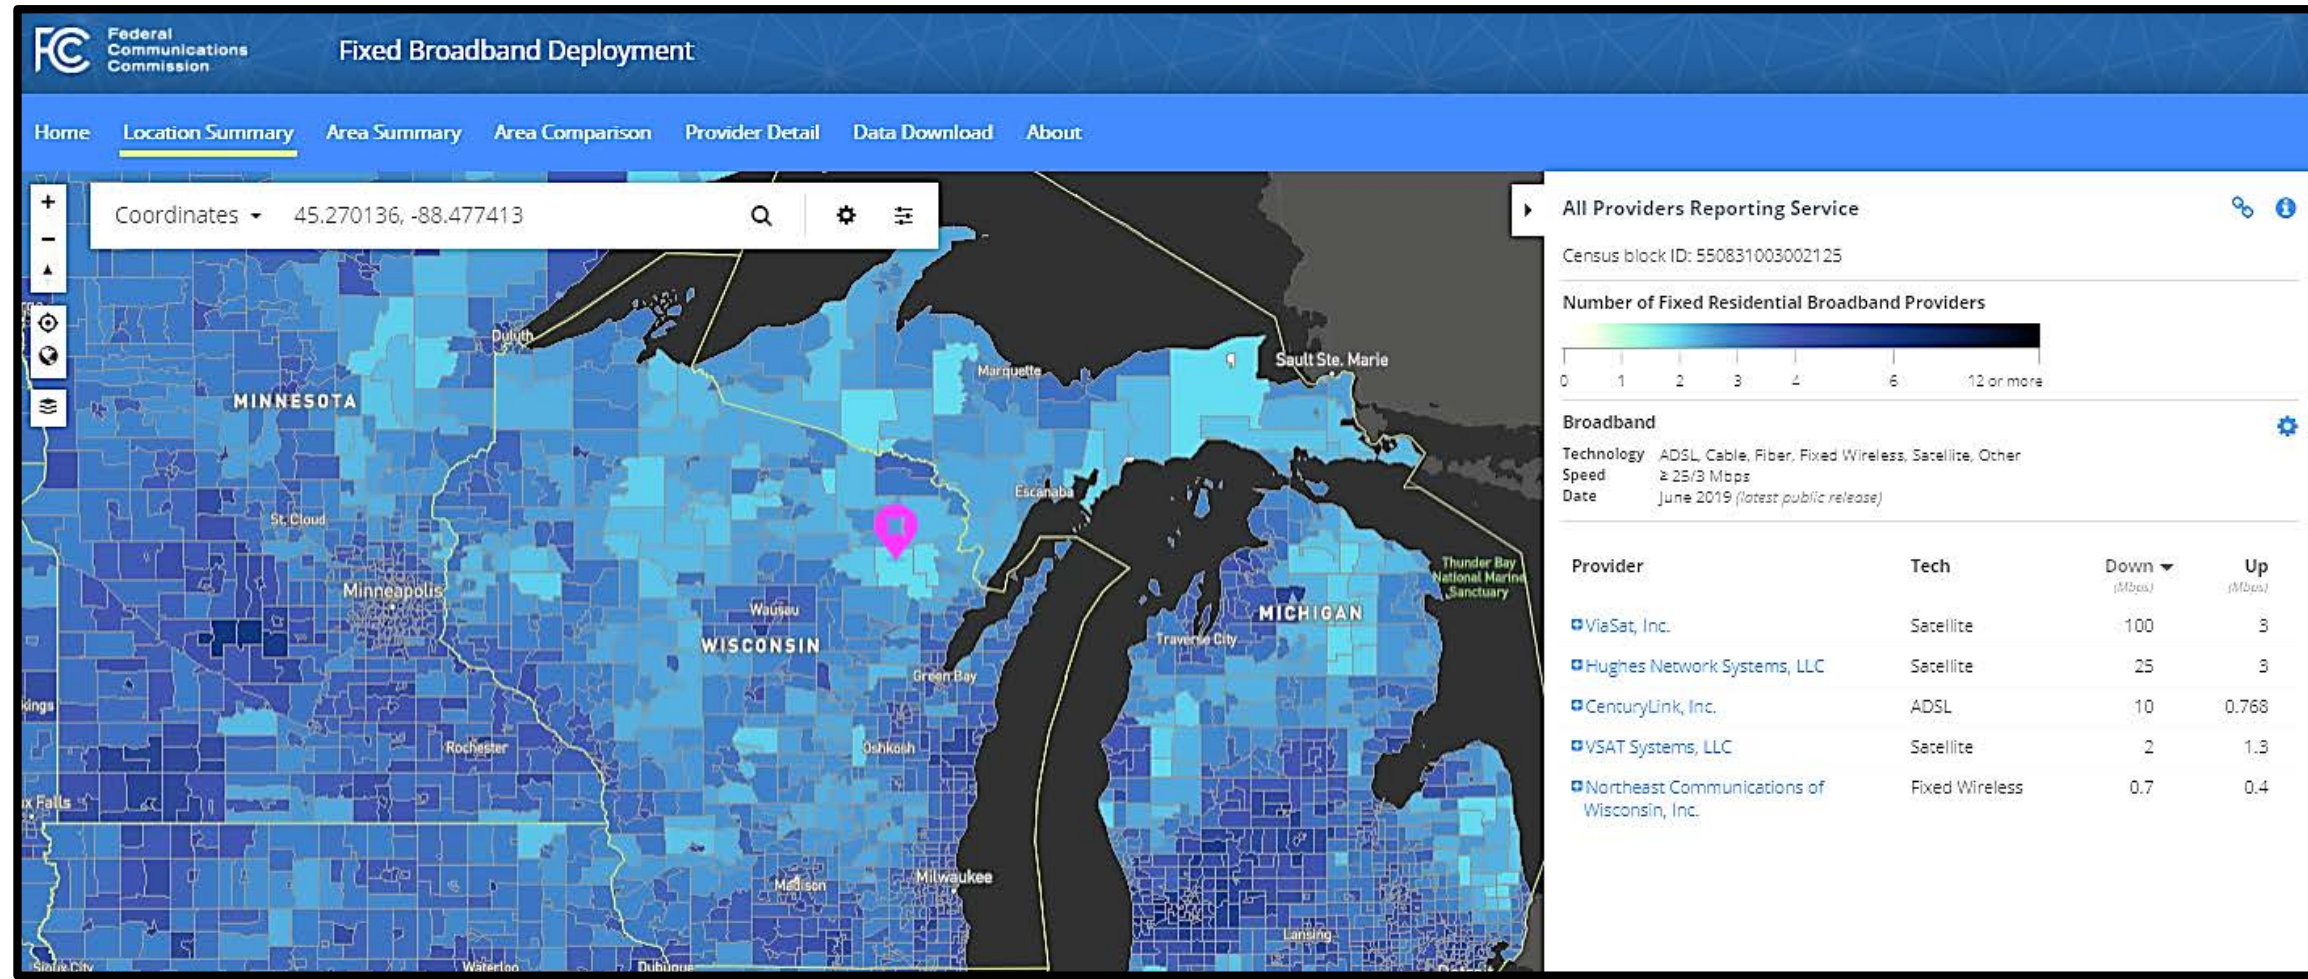 Federal
Communications
Commission
Fixed Broadband Deployment
Home Location Summary Area Summary Area Comparison Provider Detail Data Download About
Coordinates 45.270136, -88.477413
Duluth
Sault Ste. Marie
Marquette
MINNESOTA
Escanaba
St. Cloud
Thunder Bay
National Marine
Sanctuary
Minneapolis
Wausau
MICHIGAN
Traverse City
WISCONSIN
Green Bay
Rochester
Oshkosh
Madison
Milwaukee
Lansing
Sioux City
Waterloo
Dubuque
All Providers Reporting Service
Census block ID: 550831003002125
Number of Fixed Residential Broadband Providers
0 1 2 3 4 6 12 or more
Broadband
Technology ADSL, Cable, Fiber, Fixed Wireless, Satellite, Other
Speed ≥ 25/3 Mbps
Date June 2019 (latest public release)
Provider Tech Down Up
(Mbps) (Mbps)
ViaSat, Inc. Satellite 100 3
Hughes Network Systems, LLC Satellite 25 3
CenturyLink, Inc. ADSL 10 0.768
VSAT Systems, LLC Satellite 2 1.3
Northeast Communications of Fixed Wireless 0.7 0.4
Wisconsin, Inc.